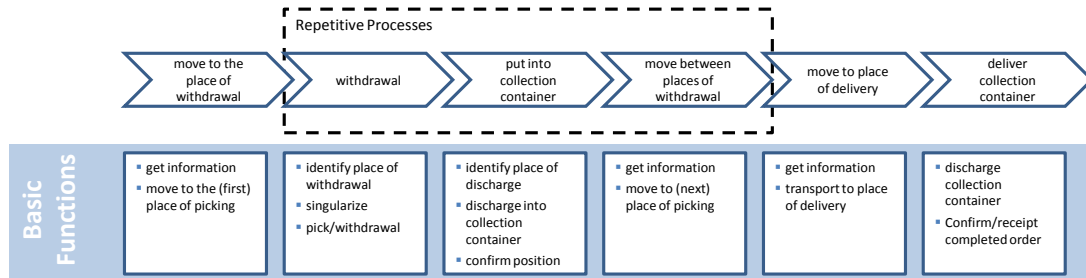 Repetitive Processes
move to the
place of
withdrawal
withdrawal
put into
collection
container
move between
places of
withdrawal
move to place
of delivery
deliver
collection
container
Basic
Functions
▪ get information
▪ move to the (first)
place of picking
▪ identify place of
withdrawal
▪ singularize
▪ pick/withdrawal
▪ identify place of
discharge
▪ discharge into
collection
container
▪ confirm position
▪ get information
▪ move to (next)
place of picking
▪ get information
▪ transport to place
of delivery
▪ discharge
collection
container
▪ Confirm/receipt
completed order